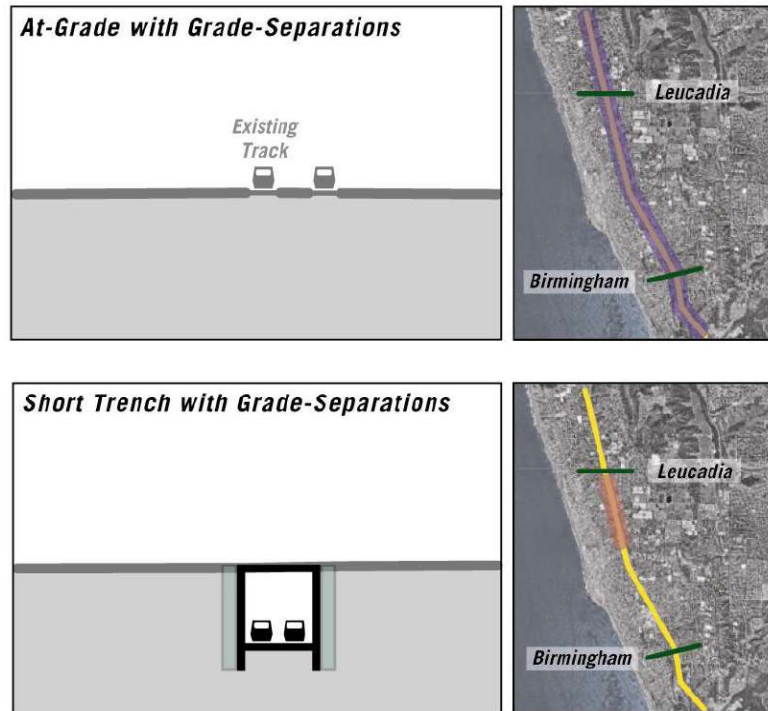 At-Grade with Grade-Separations
Existing
Track
Leucadia
Birmingham
Short Trench with Grade-Separations
Leucadia
Birmingham